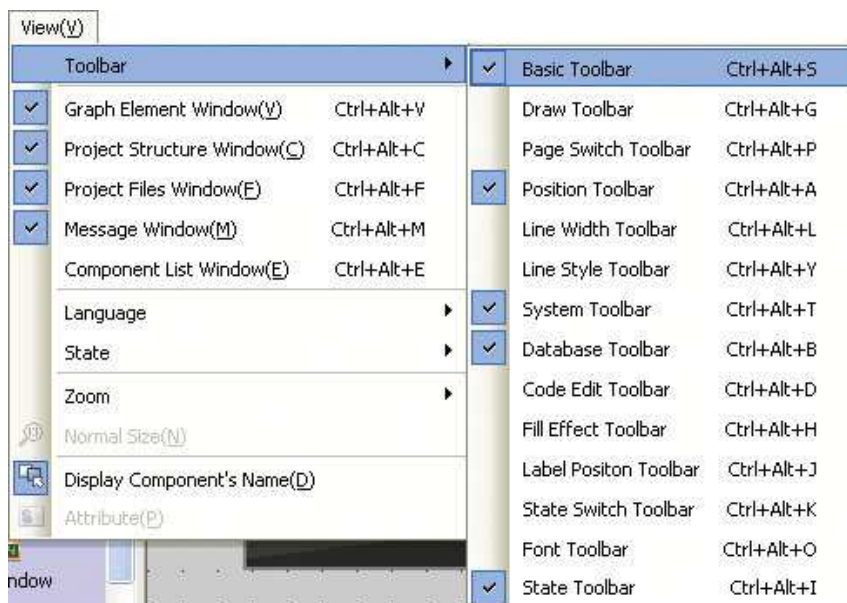 View(V)
Toolbar
Graph Element Window(V) Ctrl+Alt+V
Project Structure Window(C) Ctrl+Alt+C
Project Files Window(F) Ctrl+Alt+F
Message Window(M) Ctrl+Alt+M
Component List Window(E) Ctrl+Alt+E
Language
State
Zoom
Normal Size(N)
Display Component's Name(D)
Attribute(P)
ndow
Basic Toolbar Ctrl+Alt+S
Draw Toolbar Ctrl+Alt+G
Page Switch Toolbar Ctrl+Alt+P
Position Toolbar Ctrl+Alt+A
Line Width Toolbar Ctrl+Alt+L
Line Style Toolbar Ctrl+Alt+Y
System Toolbar Ctrl+Alt+T
Database Toolbar Ctrl+Alt+B
Code Edit Toolbar Ctrl+Alt+D
Fill Effect Toolbar Ctrl+Alt+H
Label Positon Toolbar Ctrl+Alt+J
State Switch Toolbar Ctrl+Alt+K
Font Toolbar Ctrl+Alt+O
State Toolbar Ctrl+Alt+I